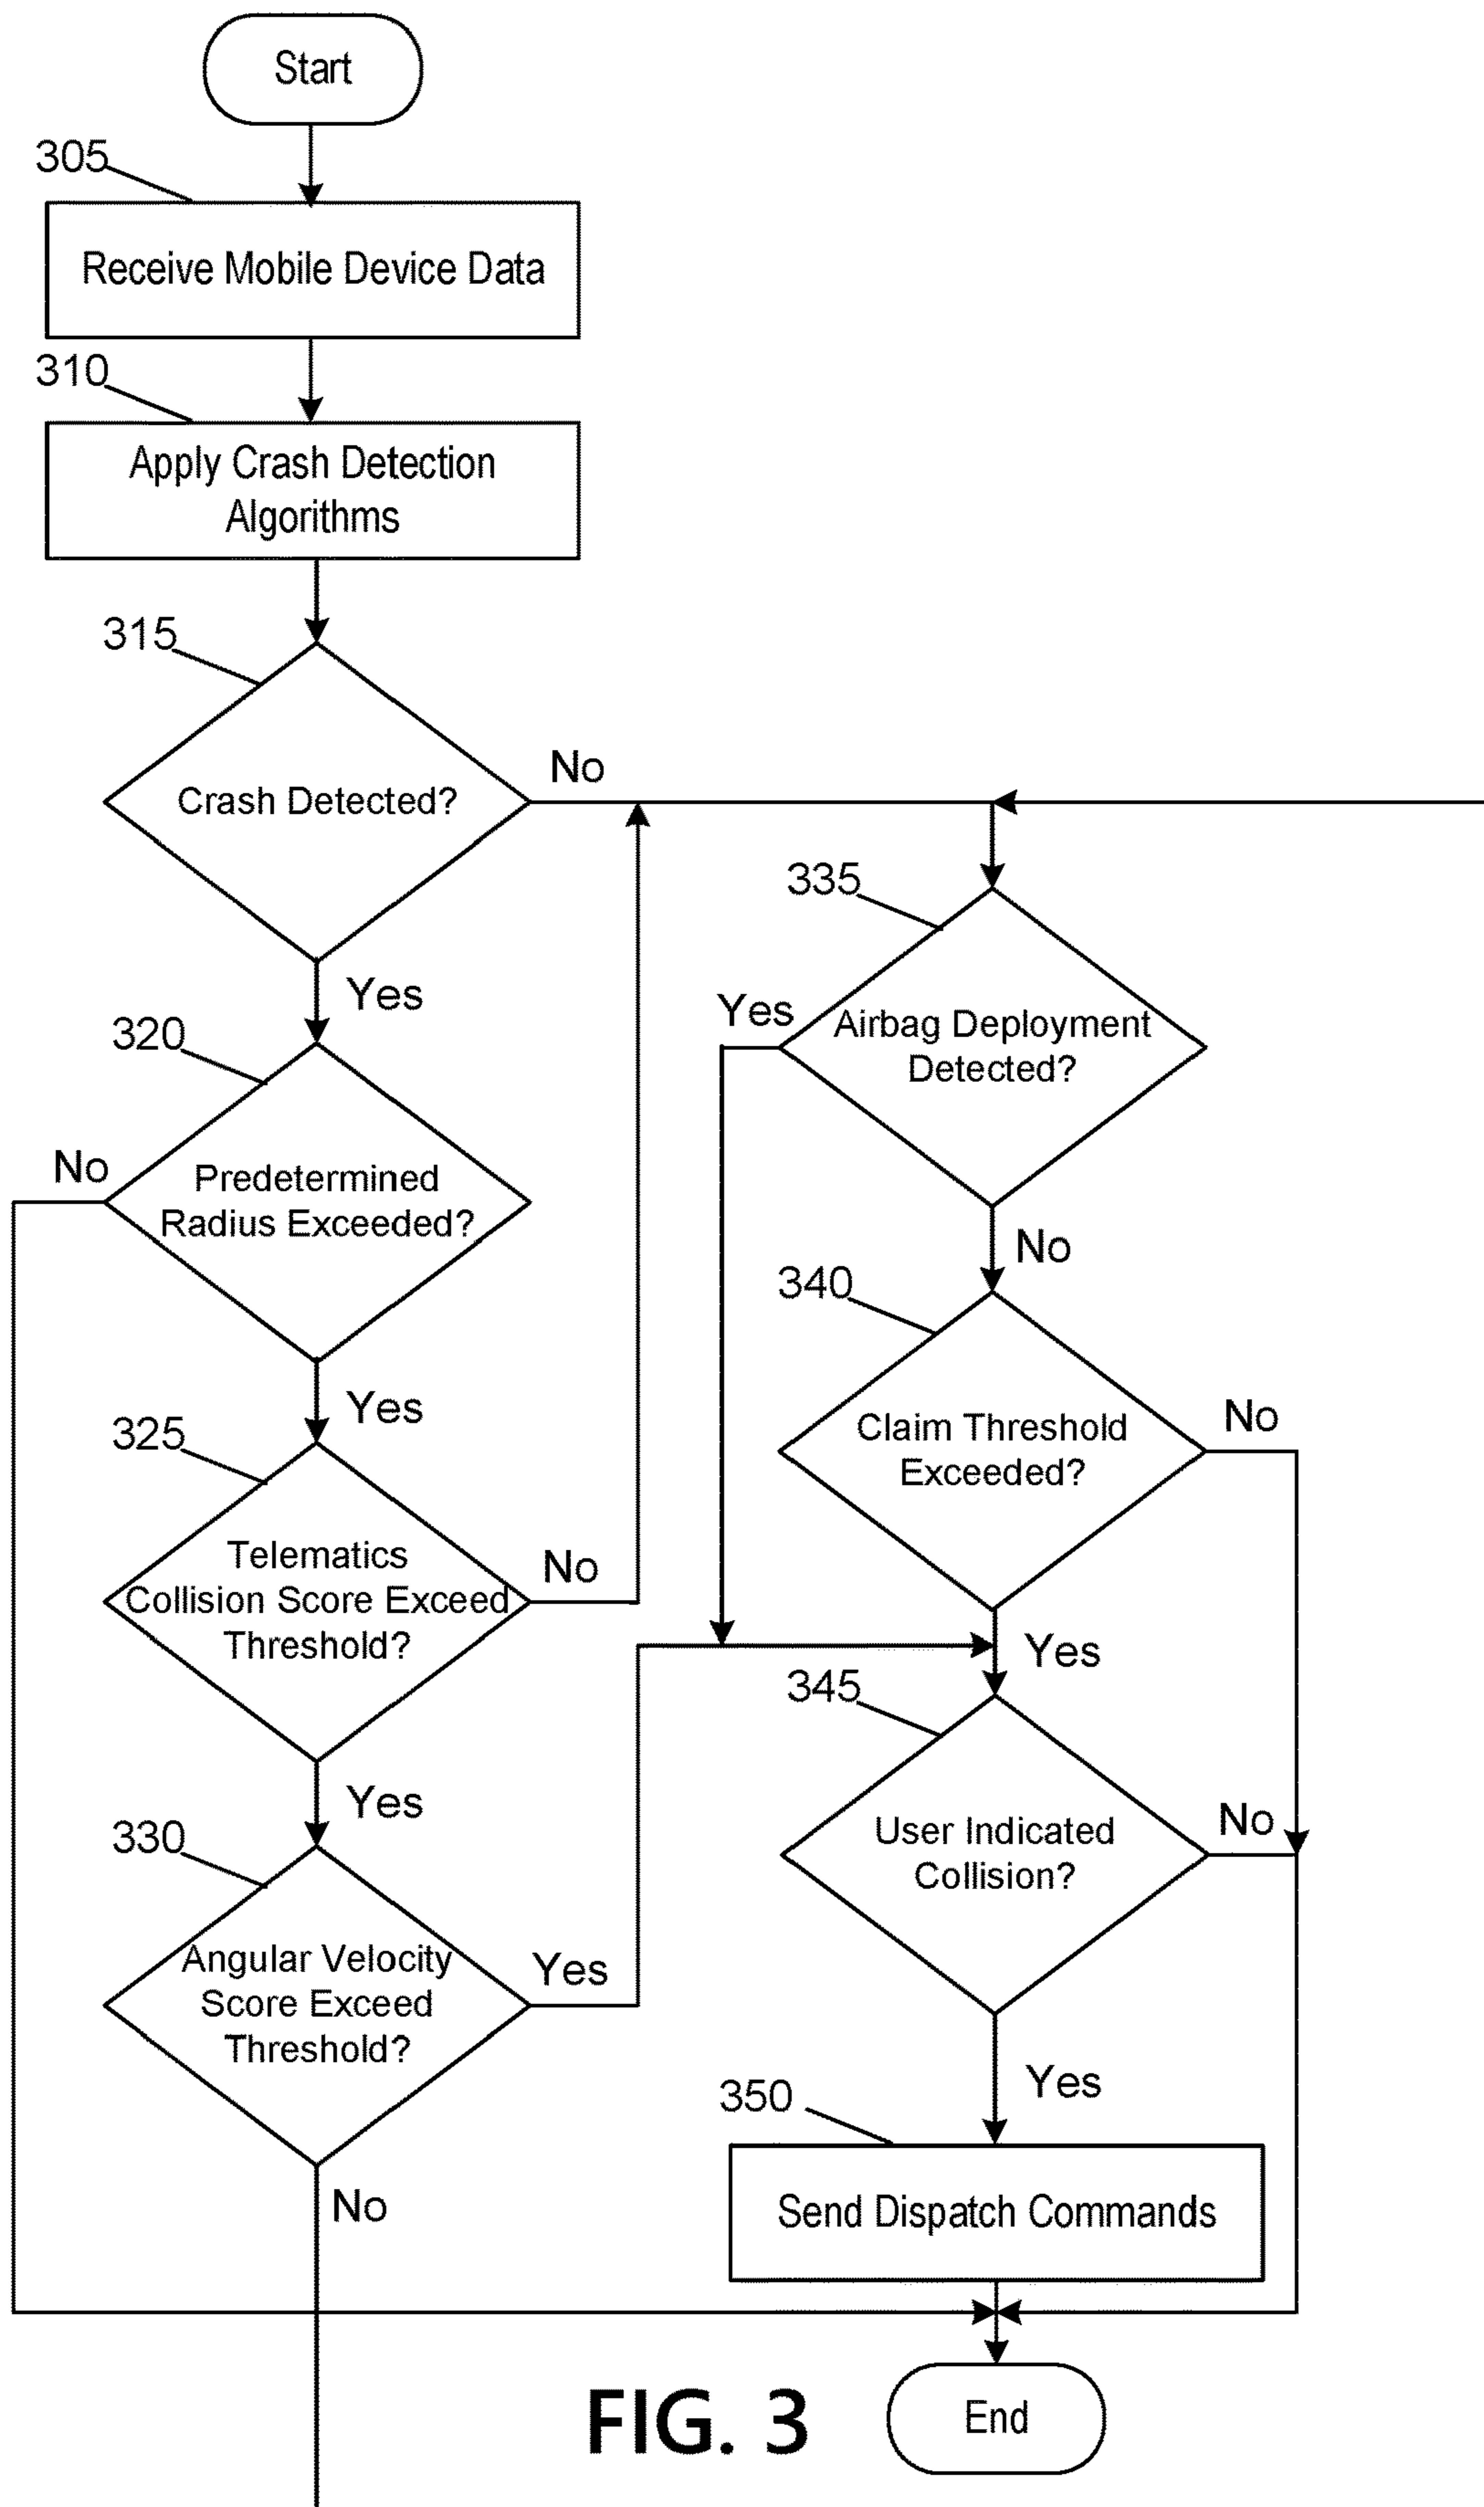 Start
305
Receive Mobile Device Data
310
Apply Crash Detection
Algorithms
315
Crash Detected?
No
Yes
320
No
Predetermined
Radius Exceeded?
Yes
325
Telematics
Collision Score Exceed
Threshold?
No
Yes
330
Angular Velocity
Score Exceed
Threshold?
Yes
No
335
Yes
Airbag Deployment
Detected?
No
340
Claim Threshold
Exceeded?
No
Yes
345
User Indicated
Collision?
No
Yes
350
Send Dispatch Commands
End
FIG. 3